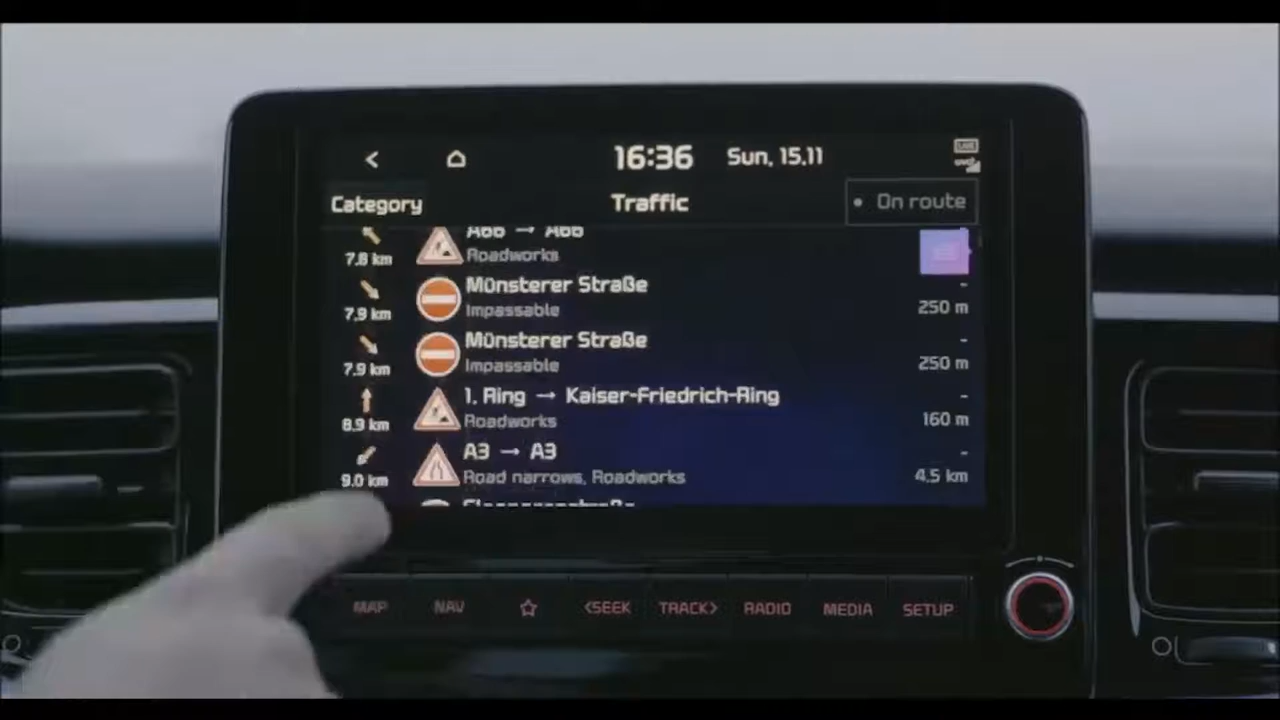 16:36 Sun, 15.11
Category Traffic On route
A66 → A66
7.8 km Roadworks
Münsterer Straße -
7.9 km Impassable 250 m
Münsterer Straße -
7.9 km Impassable 250 m
1. Ring → Kaiser-Friedrich-Ring -
8.9 km Roadworks 160 m
A3 → A3 -
9.0 km Road narrows, Roadworks 4.5 km
MAP NAV <SEEK TRACK> RADIO MEDIA SETUP